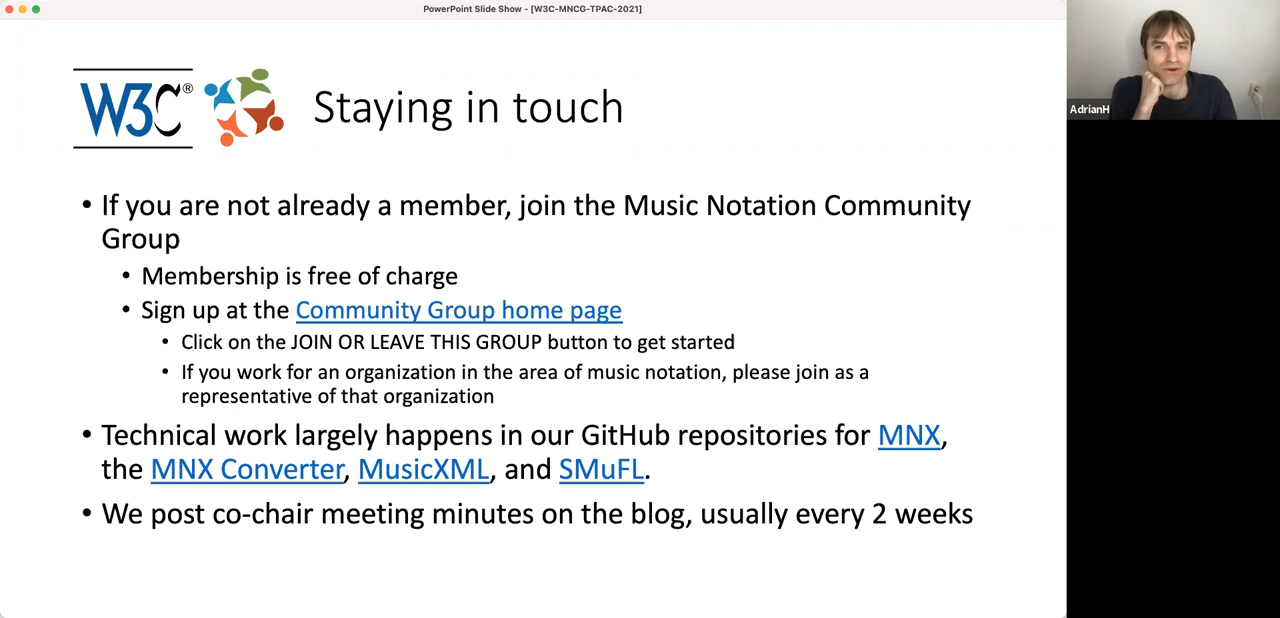 PowerPoint Slide Show - [W3C-MNCG-TPAC-2021]
W3C® Staying in touch
• If you are not already a member, join the Music Notation Community
Group
• Membership is free of charge
• Sign up at the Community Group home page
• Click on the JOIN OR LEAVE THIS GROUP button to get started
• If you work for an organization in the area of music notation, please join as a
representative of that organization
• Technical work largely happens in our GitHub repositories for MNX,
the MNX Converter, MusicXML, and SMuFL.
• We post co-chair meeting minutes on the blog, usually every 2 weeks
AdrianH